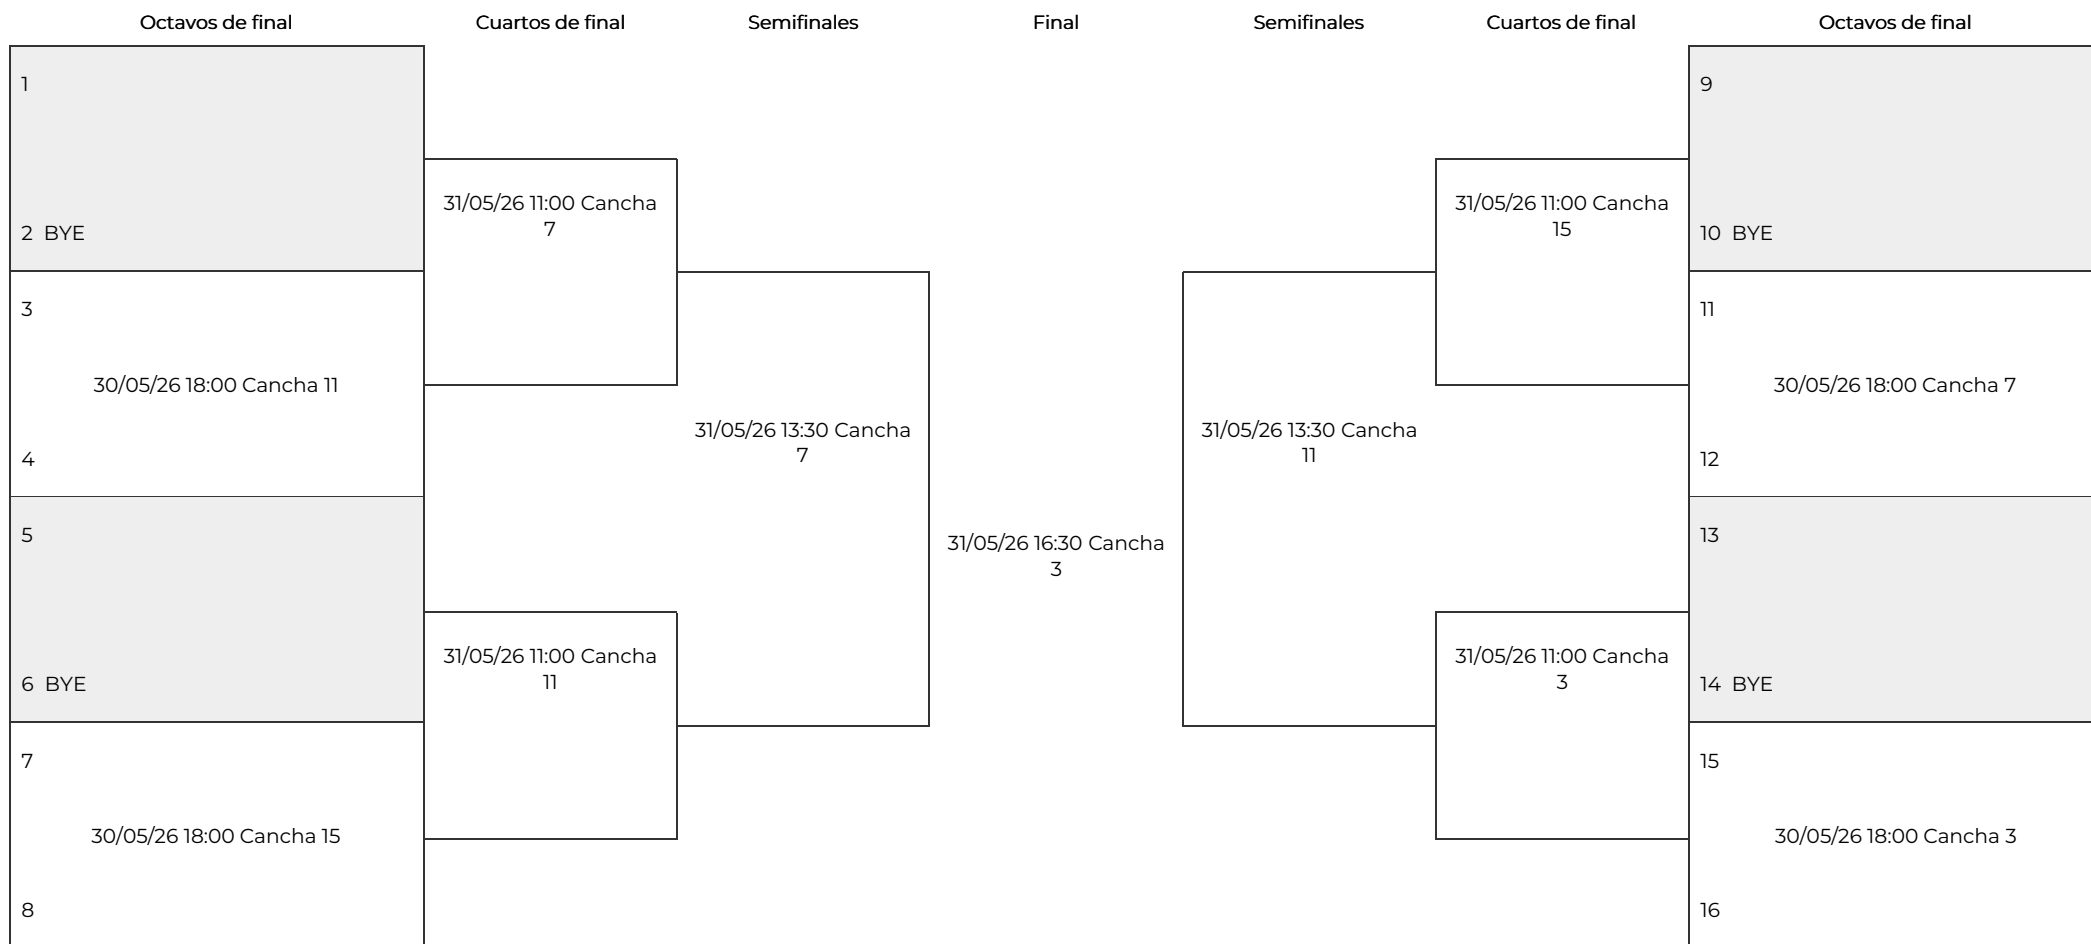 Octavos de final
Cuartos de final
Semifinales
Final
Semifinales
Cuartos de final
Octavos de final
1
2 BYE
3
30/05/26 18:00 Cancha 11
4
5
6 BYE
7
30/05/26 18:00 Cancha 15
8
31/05/26 11:00 Cancha
7
31/05/26 11:00 Cancha
11
31/05/26 13:30 Cancha
7
31/05/26 16:30 Cancha
3
31/05/26 13:30 Cancha
11
31/05/26 11:00 Cancha
15
31/05/26 11:00 Cancha
3
9
10 BYE
11
30/05/26 18:00 Cancha 7
12
13
14 BYE
15
30/05/26 18:00 Cancha 3
16